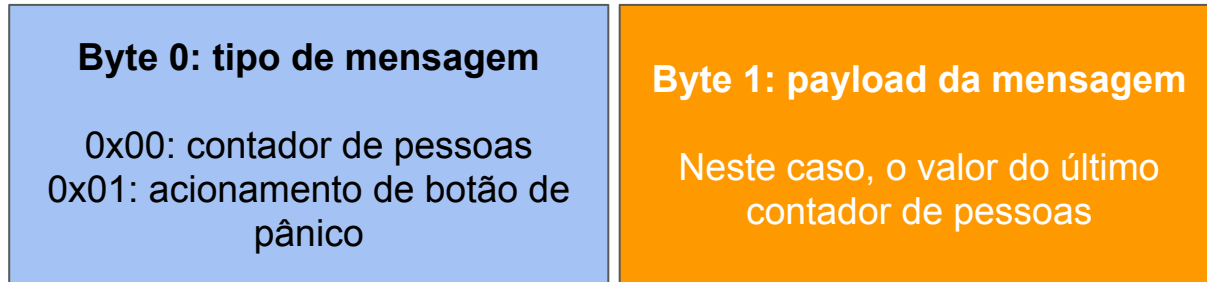 Byte 0: tipo de mensagem
0x00: contador de pessoas
0x01: acionamento de botão de
pânico
Byte 1: payload da mensagem
Neste caso, o valor do último
contador de pessoas